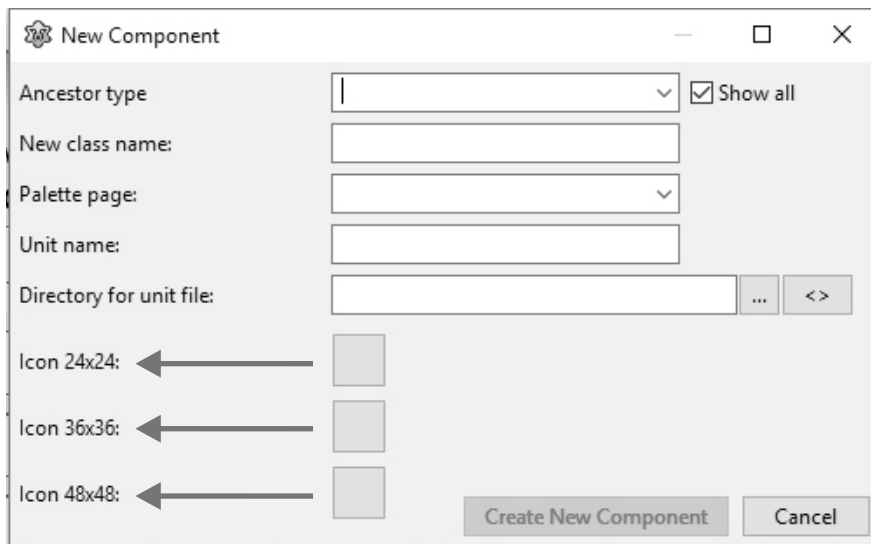 New Component
Ancestor type Show all
New class name:
Palette page:
Unit name:
Directory for unit file: ... <>
Icon 24x24:
Icon 36x36:
Icon 48x48:
Create New Component Cancel